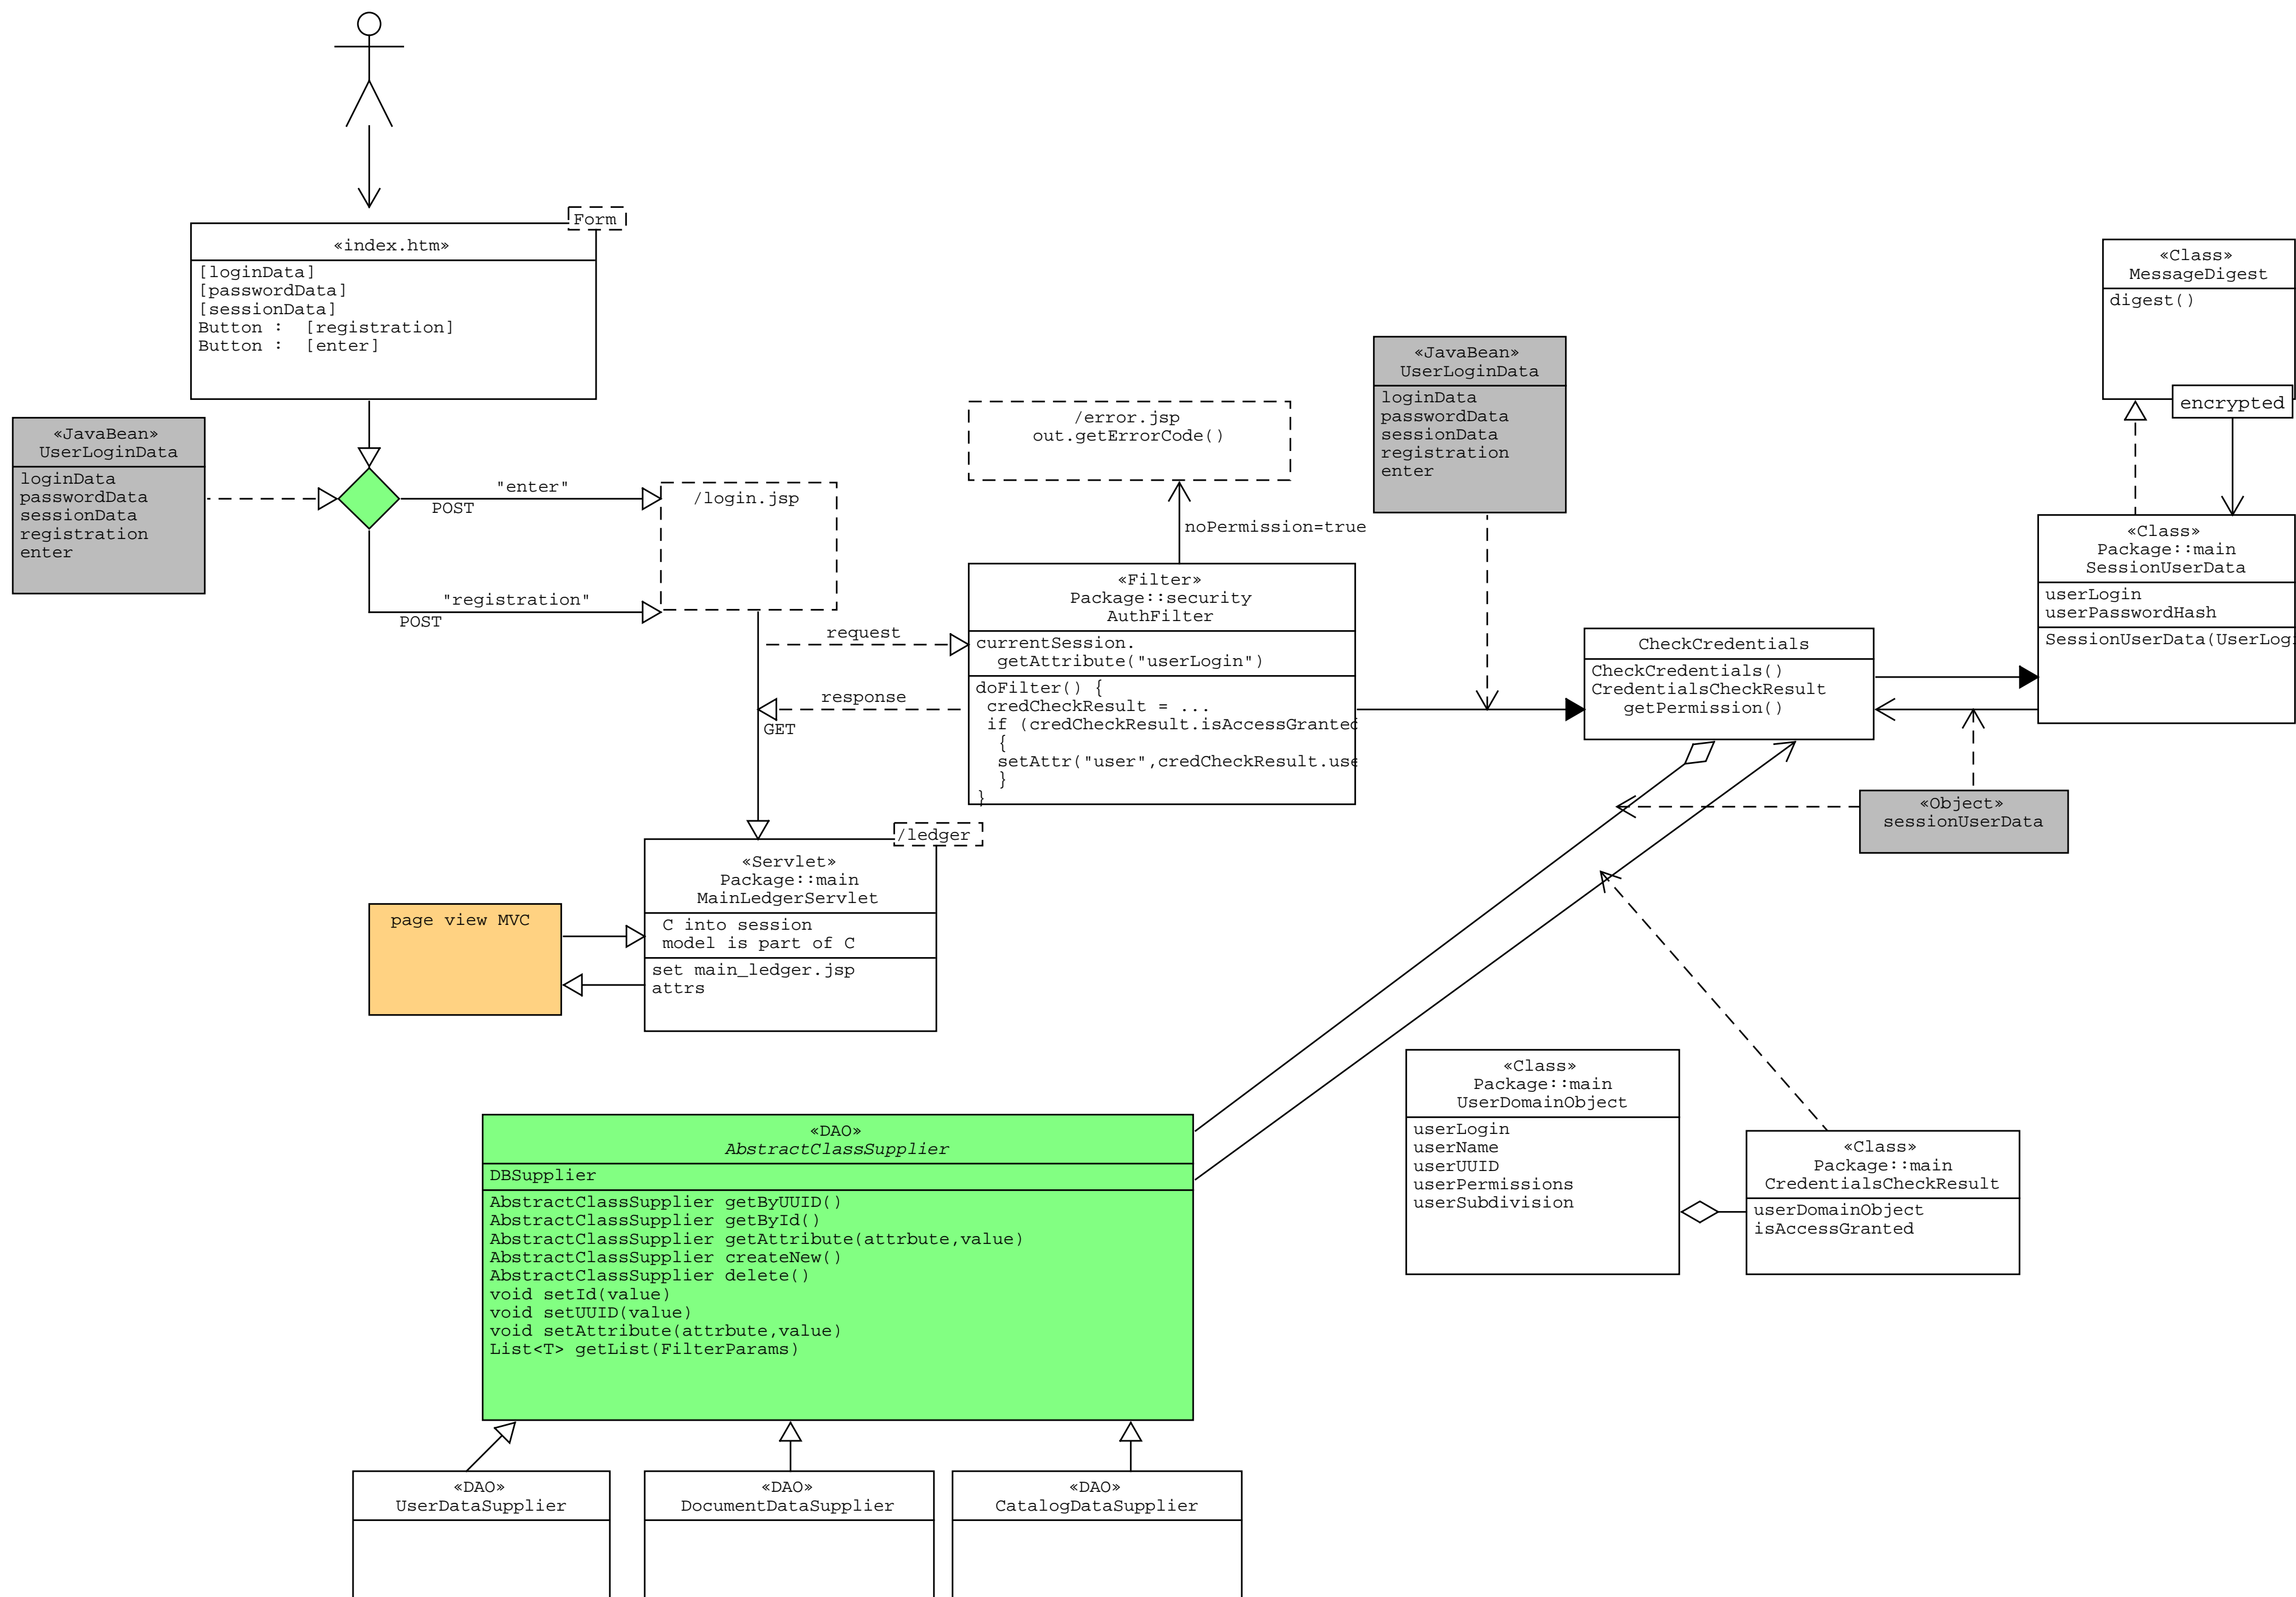 Form
«index.htm»
[loginData]
[passwordData]
[sessionData]
Button :  [registration]
Button :  [enter]
«JavaBean»
UserLoginData
loginData
passwordData
sessionData
registration
enter
"enter"
POST
"registration"
POST
/login.jsp
request
response
GET
/error.jsp
out.getErrorCode()
noPermission=true
«Filter»
Package::security
AuthFilter
currentSession.
getAttribute("userLogin")
doFilter() {
credCheckResult = ...
if (credCheckResult.isAccessGranted
{
setAttr("user",credCheckResult.use
}
}
«JavaBean»
UserLoginData
loginData
passwordData
sessionData
registration
enter
CheckCredentials
CheckCredentials()
CredentialsCheckResult
getPermission()
«Class»
MessageDigest
digest()
encrypted
«Class»
Package::main
SessionUserData
userLogin
userPasswordHash
SessionUserData(UserLog
«Object»
sessionUserData
/ledger
«Servlet»
Package::main
MainLedgerServlet
C into session
model is part of C
set main_ledger.jsp
attrs
page view MVC
«Class»
Package::main
UserDomainObject
userLogin
userName
userUUID
userPermissions
userSubdivision
«Class»
Package::main
CredentialsCheckResult
userDomainObject
isAccessGranted
«DAO»
AbstractClassSupplier
DBSupplier
AbstractClassSupplier getByUUID()
AbstractClassSupplier getById()
AbstractClassSupplier getAttribute(attrbute,value)
AbstractClassSupplier createNew()
AbstractClassSupplier delete()
void setId(value)
void setUUID(value)
void setAttribute(attrbute,value)
List<T> getList(FilterParams)
«DAO»
UserDataSupplier
«DAO»
DocumentDataSupplier
«DAO»
CatalogDataSupplier